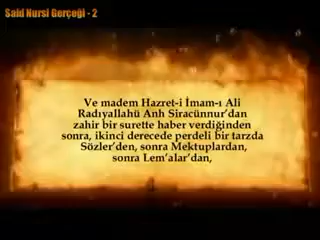 Said Nursi Gerçeği - 2
Ve madem Hazret-i İmam-ı Ali
Radıyallahü Anh Siracünnur'dan
zahir bir surette haber verdiğinden
sonra, ikinci derecede perdeli bir tarzda
Sözler'den, sonra Mektuplardan,
sonra Lem'alar'dan,